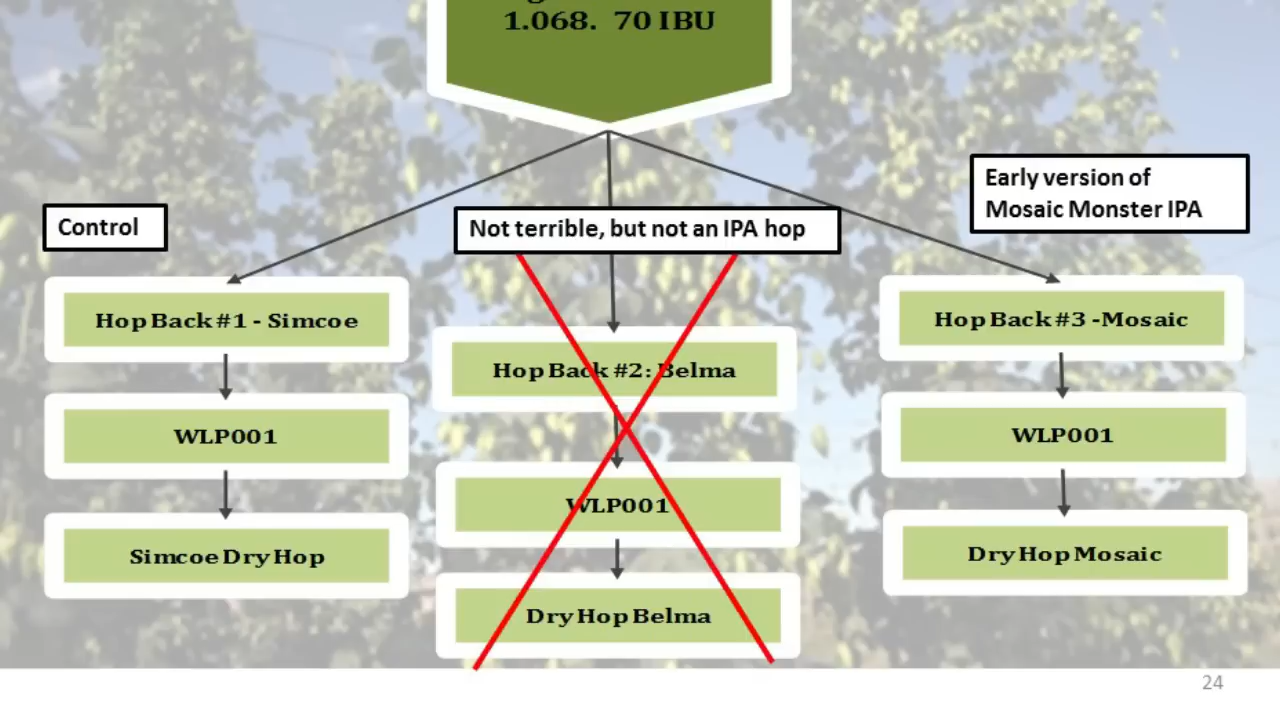 1.068. 70 IBU
Early version of
Mosaic Monster IPA
Control
Not terrible, but not an IPA hop
Hop Back #1 - Simcoe
Hop Back #2: Belma
Hop Back #3 -Mosaic
WLP001
WLP001
WLP001
Simcoe Dry Hop
Dry Hop Belma
Dry Hop Mosaic
24